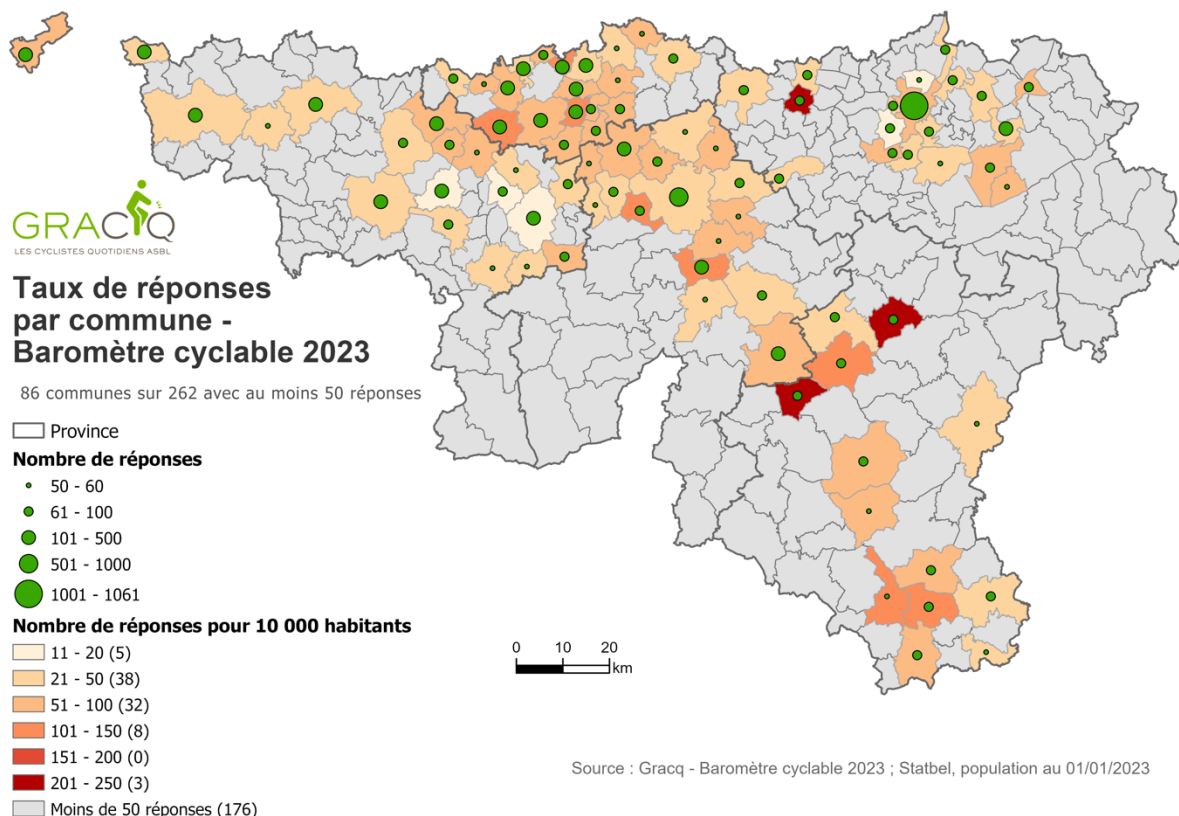 GRACQ
LES CYCLISTES QUOTIDIENS ASBL
Taux de réponses
par commune -
Baromètre cyclable 2023
86 communes sur 262 avec au moins 50 réponses
Province
Nombre de réponses
50 - 60
61 - 100
101 - 500
501 - 1000
1001 - 1061
Nombre de réponses pour 10 000 habitants
11 - 20 (5)
21 - 50 (38)
51 - 100 (32)
101 - 150 (8)
151 - 200 (0)
201 - 250 (3)
Moins de 50 réponses (176)
0 10 20
km
Source : Gracq - Baromètre cyclable 2023 ; Statbel, population au 01/01/2023